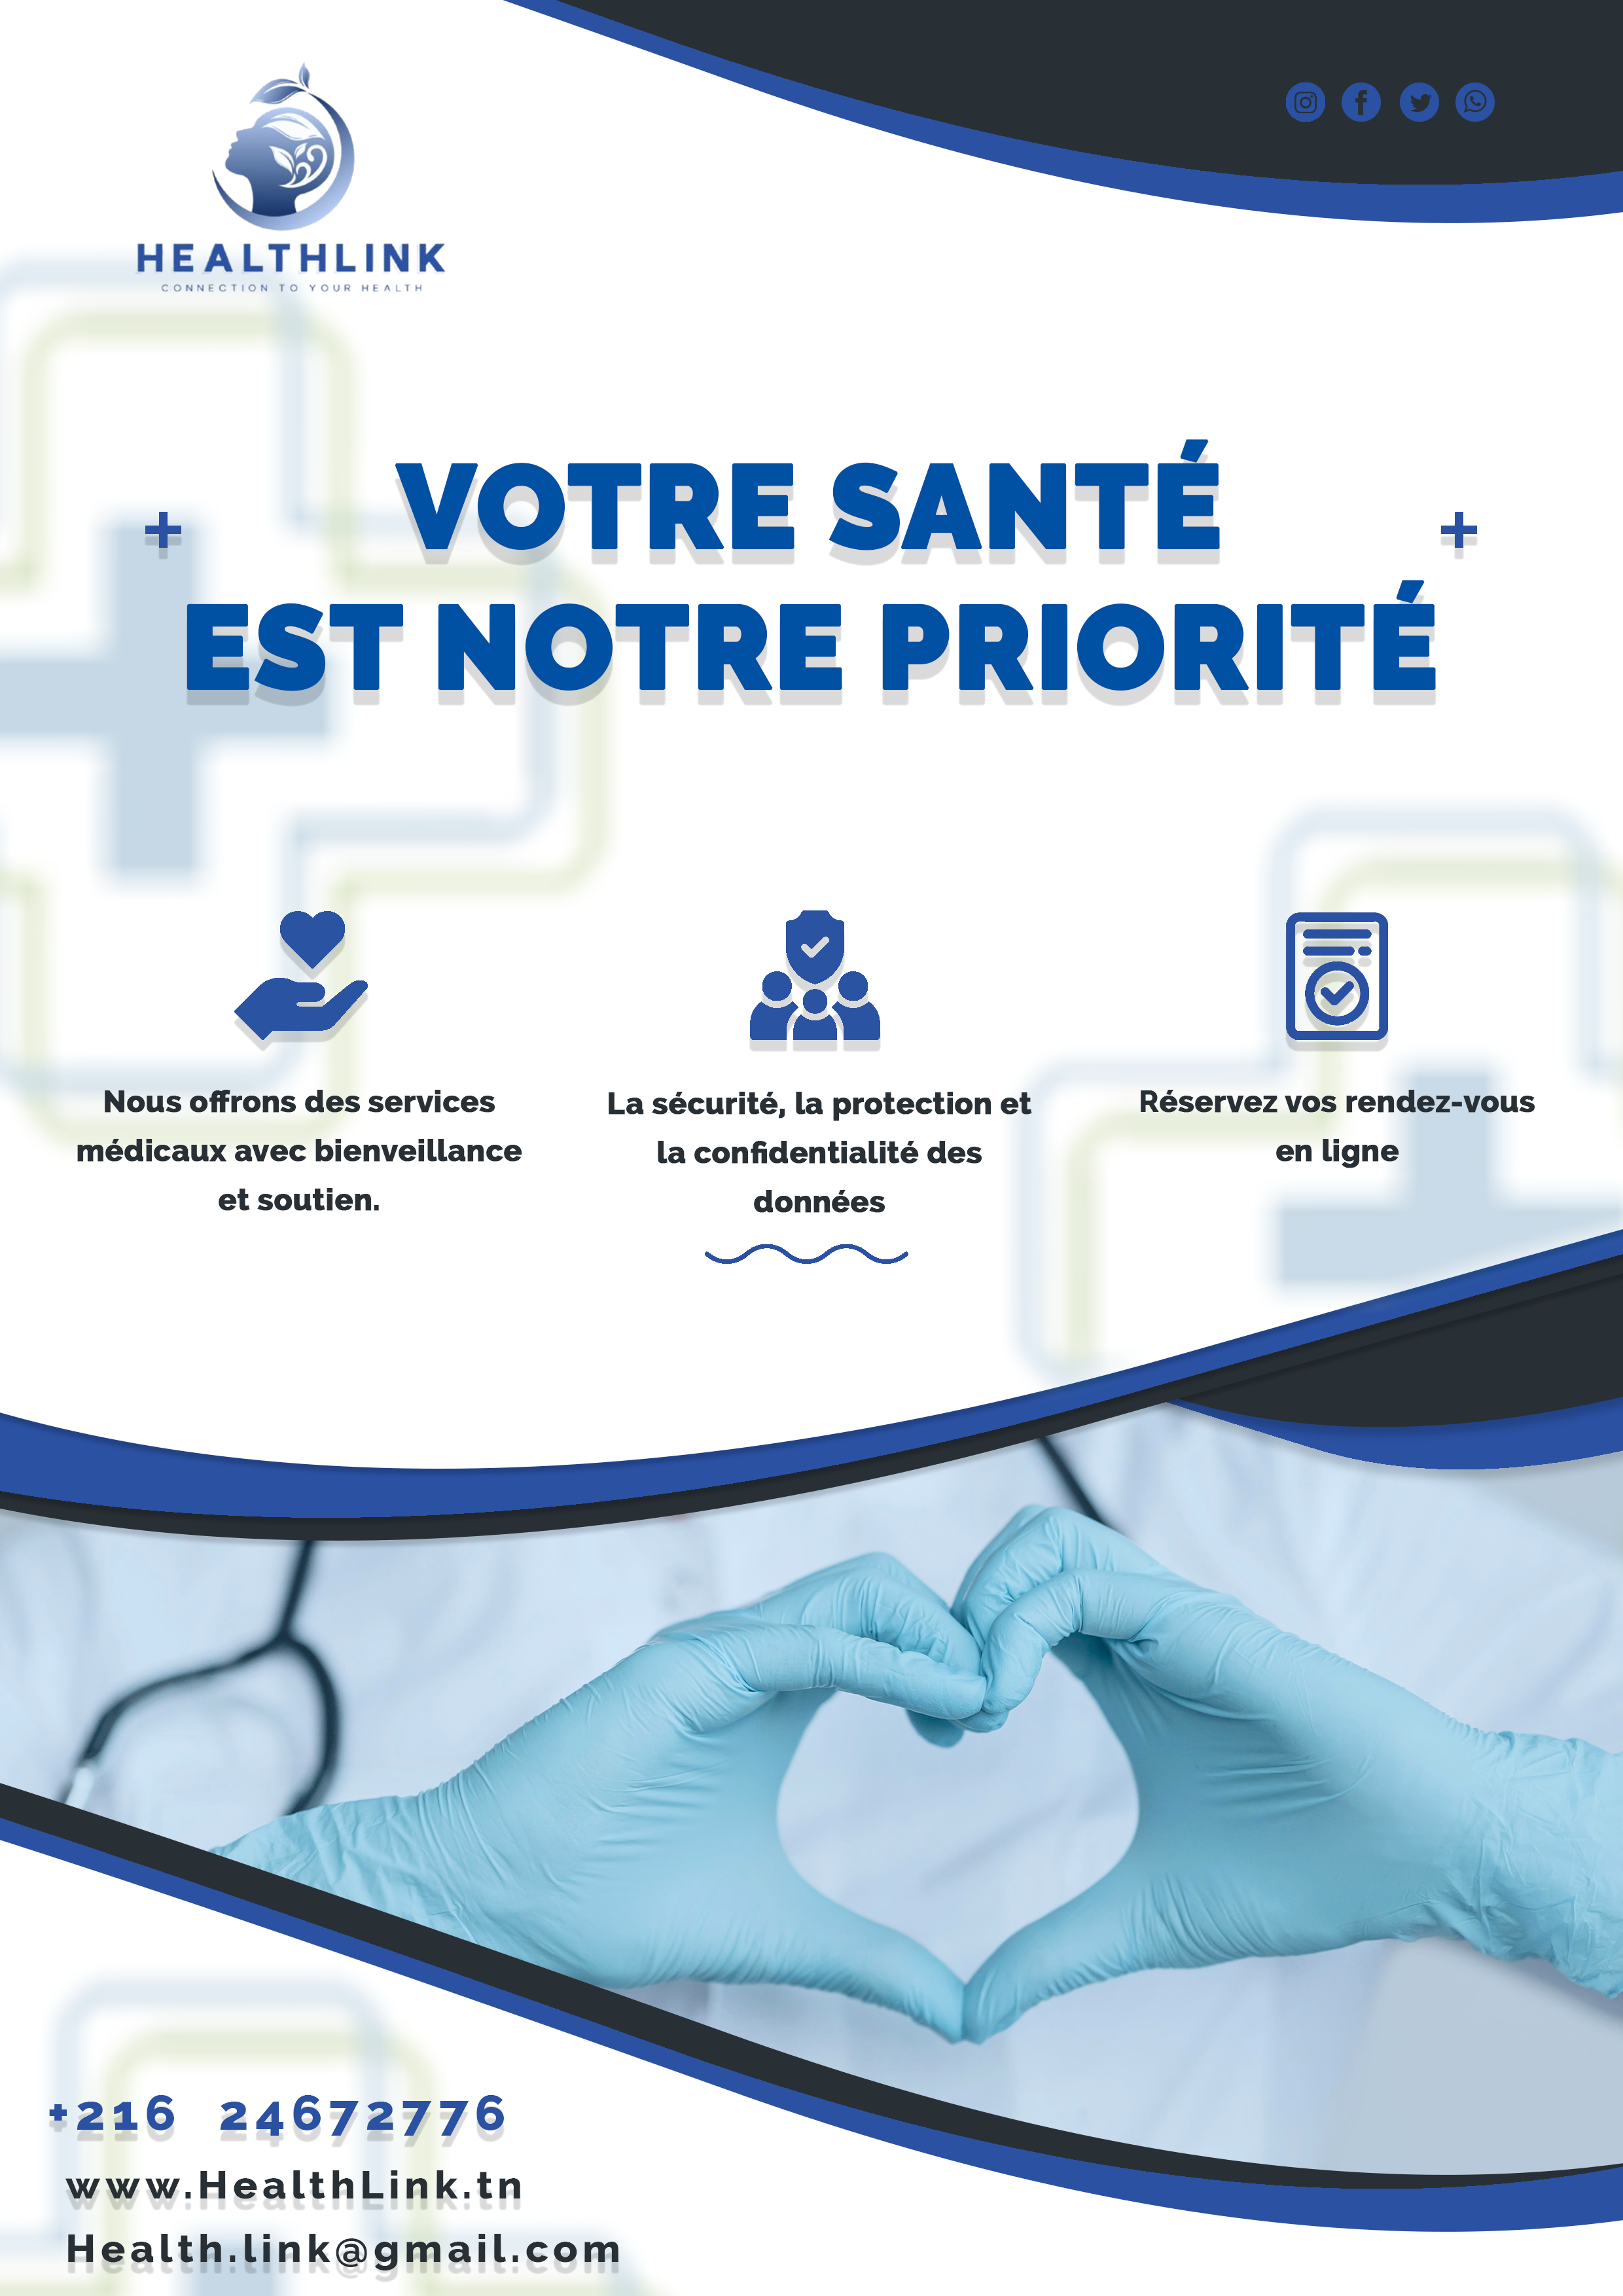 HEALTHLINK
CONNECTION TO YOUR HEALTH
VOTRE SANTÉ
EST NOTRE PRIORITÉ
Nous offrons des services
médicaux avec bienveillance
et soutien.
La sécurité, la protection et
la confidentialité des
données
Réservez vos rendez-vous
en ligne
+216 24672776
www.HealthLink.tn
Health.link@gmail.com